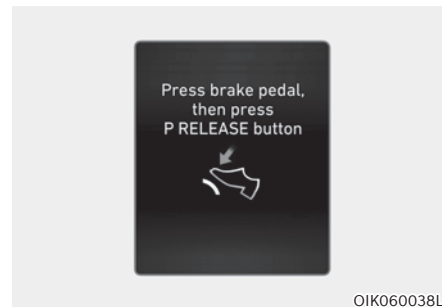 Press brake pedal,
then press
P RELEASE button
OIK060038L